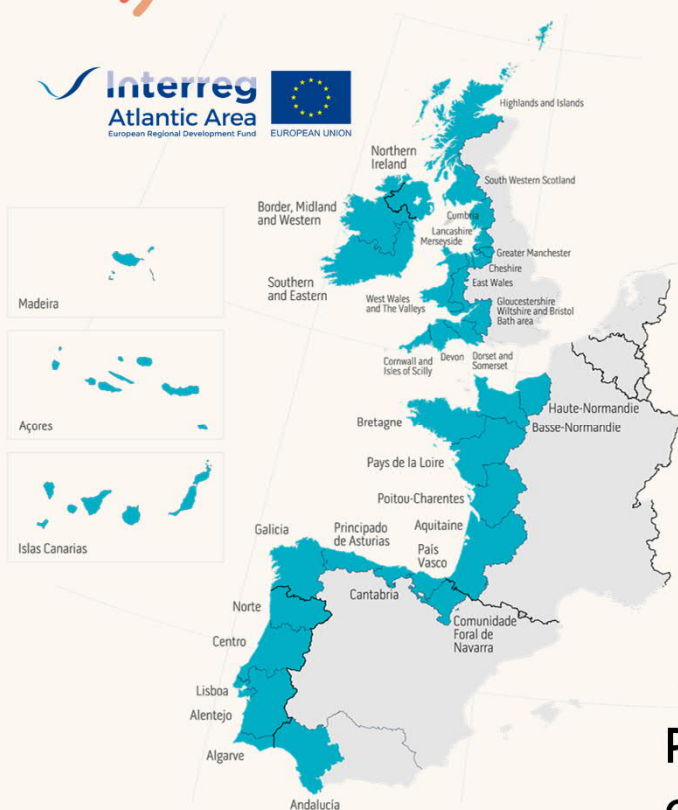 Interreg
Atlantic Area
European Regional Development Fund
EUROPEAN UNION
Highlands and Islands
Northern
Ireland
South Western Scotland
Border, Midland
and Western
Cumbria
Lancashire
Merseyside
Greater Manchester
Cheshire
East Wales
Southern
and Eastern
West Wales
and The Valleys
Gloucestershire
Wiltshire and Bristol
Bath area
Cornwall and
Isles of Scilly
Devon
Dorset and
Somerset
Madeira
Açores
Islas Canarias
Haute-Normandie
Basse-Normandie
Bretagne
Pays de la Loire
Poitou-Charentes
Aquitaine
País
Vasco
Galicia
Principado
de Asturias
Cantabria
Comunidade
Foral de
Navarra
Norte
Centro
Lisboa
Alentejo
Algarve
Andalucía